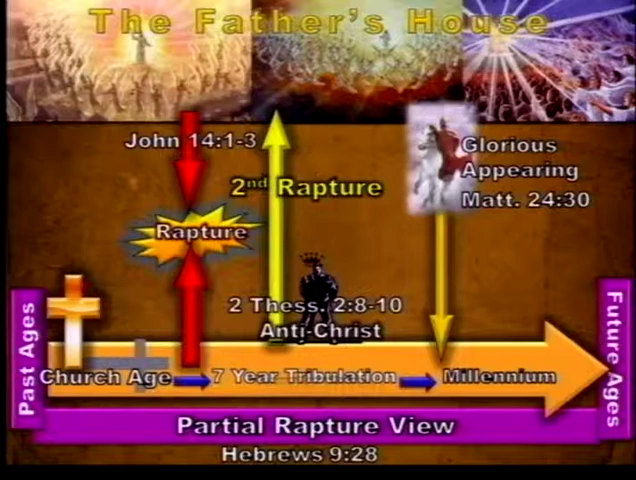 The Father's House
John 14:1-3
Glorious
Appearing
Matt. 24:30
2nd Rapture
Rapture
2 Thess. 2:8-10
Anti-Christ
Past Ages
Church Age
7 Year Tribulation
Millennium
Future Ages
Partial Rapture View
Hebrews 9:28